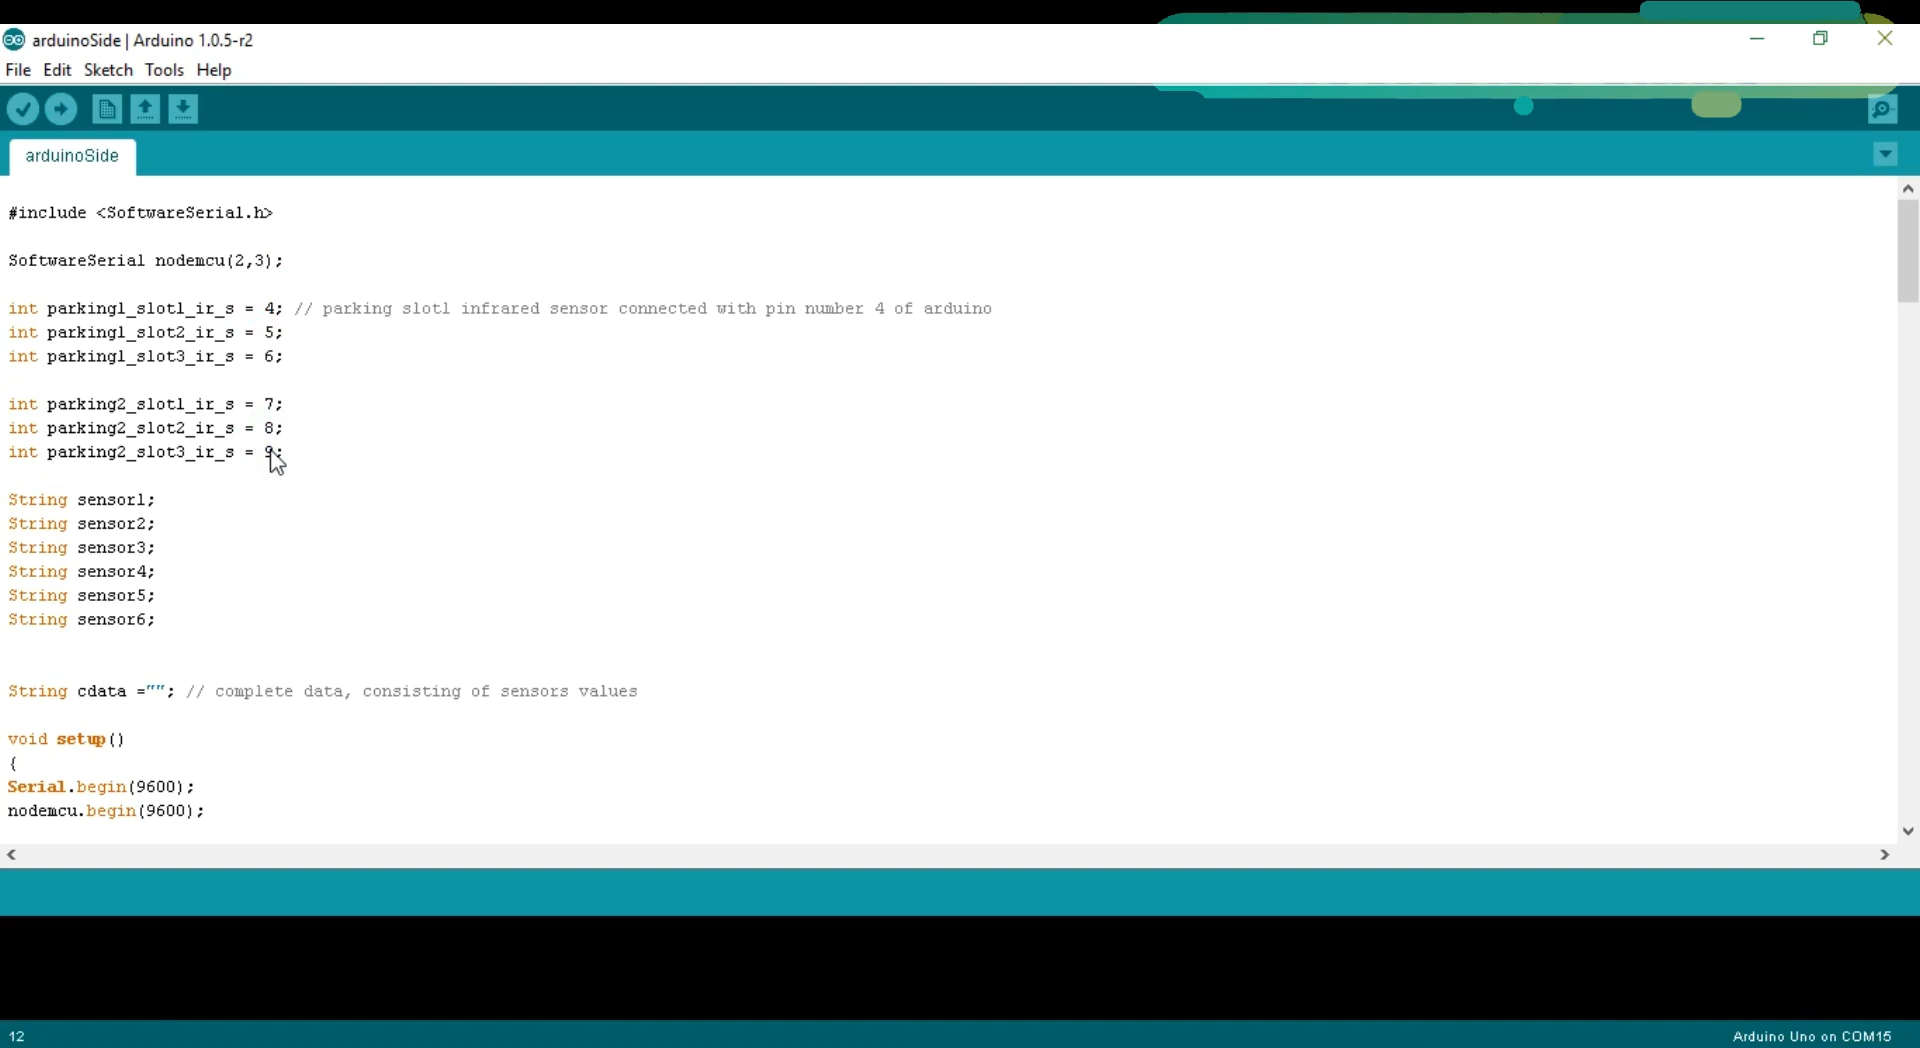 arduinoSide | Arduino 1.0.5-r2
File Edit Sketch Tools Help
arduinoSide
#include <SoftwareSerial.h>
SoftwareSerial nodemcu(2,3);
int parking1_slot1_ir_s = 4; // parking slot1 infrared sensor connected with pin number 4 of arduino
int parking1_slot2_ir_s = 5;
int parking1_slot3_ir_s = 6;
int parking2_slot1_ir_s = 7;
int parking2_slot2_ir_s = 8;
int parking2_slot3_ir_s = 9;
String sensor1;
String sensor2;
String sensor3;
String sensor4;
String sensor5;
String sensor6;
String cdata =""; // complete data, consisting of sensors values
void setup()
{
Serial.begin(9600);
nodemcu.begin(9600);
12
Arduino Uno on COM15